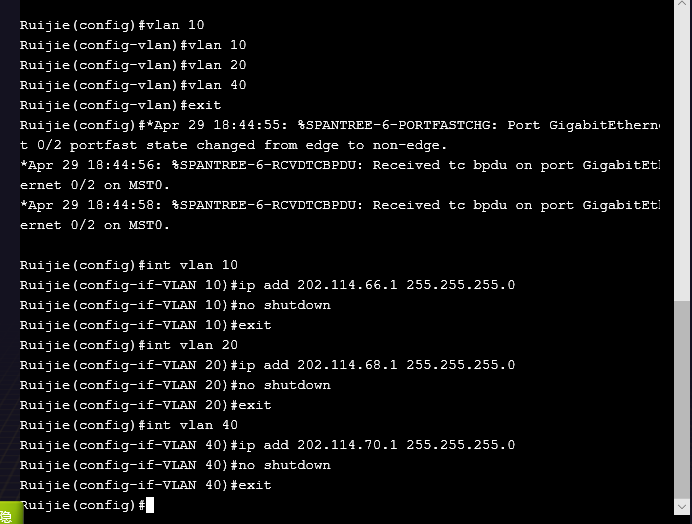 Ruijie(config)#vlan 10
Ruijie(config-vlan)#vlan 10
Ruijie(config-vlan)#vlan 20
Ruijie(config-vlan)#vlan 40
Ruijie(config-vlan)#exit
Ruijie(config)#*Apr 29 18:44:55: %SPANTREE-6-PORTFASTCHG: Port GigabitEtherne
t 0/2 portfast state changed from edge to non-edge.
*Apr 29 18:44:56: %SPANTREE-6-RCVDTCBPDU: Received tc bpdu on port GigabitEth
ernet 0/2 on MST0.
*Apr 29 18:44:58: %SPANTREE-6-RCVDTCBPDU: Received tc bpdu on port GigabitEth
ernet 0/2 on MST0.
Ruijie(config)#int vlan 10
Ruijie(config-if-VLAN 10)#ip add 202.114.66.1 255.255.255.0
Ruijie(config-if-VLAN 10)#no shutdown
Ruijie(config-if-VLAN 10)#exit
Ruijie(config)#int vlan 20
Ruijie(config-if-VLAN 20)#ip add 202.114.68.1 255.255.255.0
Ruijie(config-if-VLAN 20)#no shutdown
Ruijie(config-if-VLAN 20)#exit
Ruijie(config)#int vlan 40
Ruijie(config-if-VLAN 40)#ip add 202.114.70.1 255.255.255.0
Ruijie(config-if-VLAN 40)#no shutdown
Ruijie(config-if-VLAN 40)#exit
Ruijie(config)#
隐